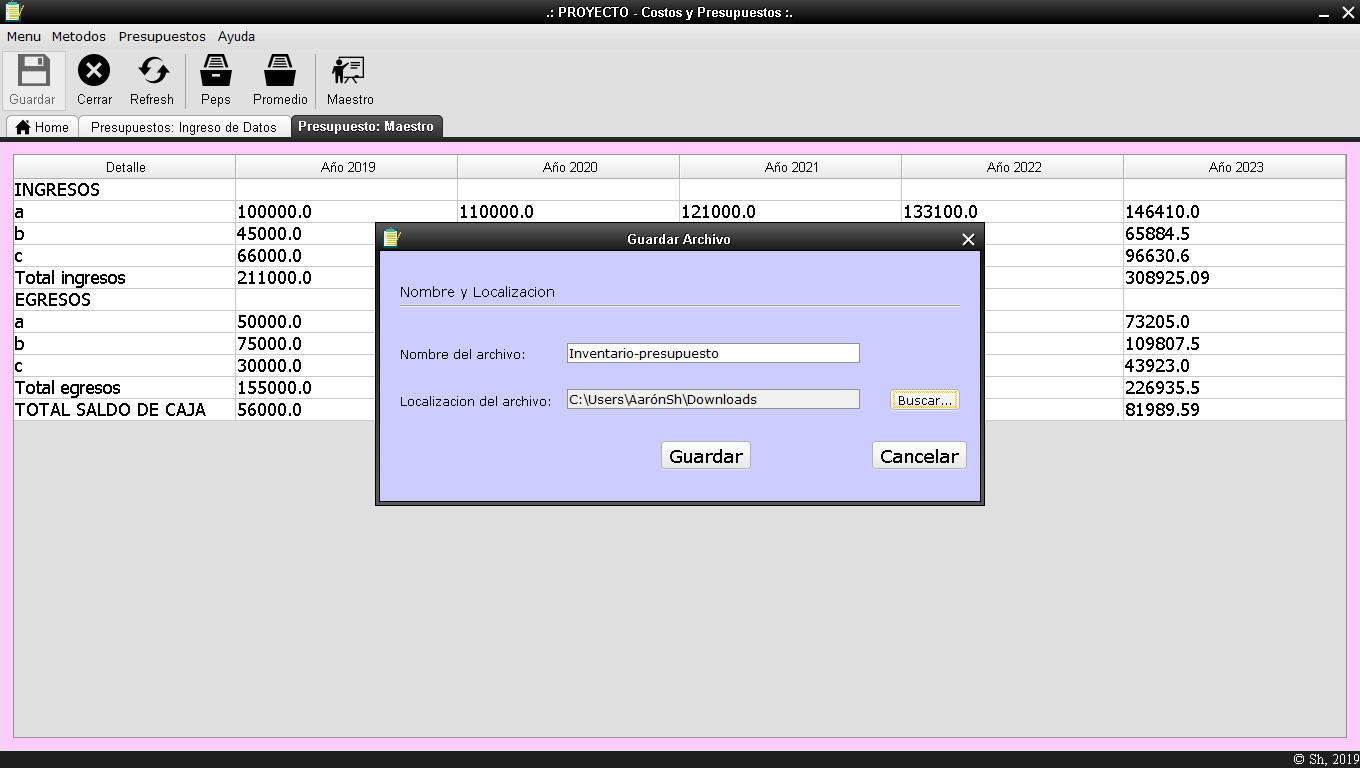 .: PROYECTO - Costos y Presupuestos :.
Menu Metodos Presupuestos Ayuda
Guardar Cerrar Refresh Peps Promedio Maestro
Home Presupuestos: Ingreso de Datos Presupuesto: Maestro
Detalle Año 2019 Año 2020 Año 2021 Año 2022 Año 2023
INGRESOS
a 100000.0 110000.0 121000.0 133100.0 146410.0
b 45000.0 65884.5
c 66000.0 96630.6
Total ingresos 211000.0 308925.09
EGRESOS
a 50000.0 73205.0
b 75000.0 109807.5
c 30000.0 43923.0
Total egresos 155000.0 226935.5
TOTAL SALDO DE CAJA 56000.0 81989.59
Guardar Archivo
Nombre y Localizacion
Nombre del archivo: Inventario-presupuesto
Localizacion del archivo: C:\Users\AarónSh\Downloads Buscar...
Guardar Cancelar
© Sh, 2019